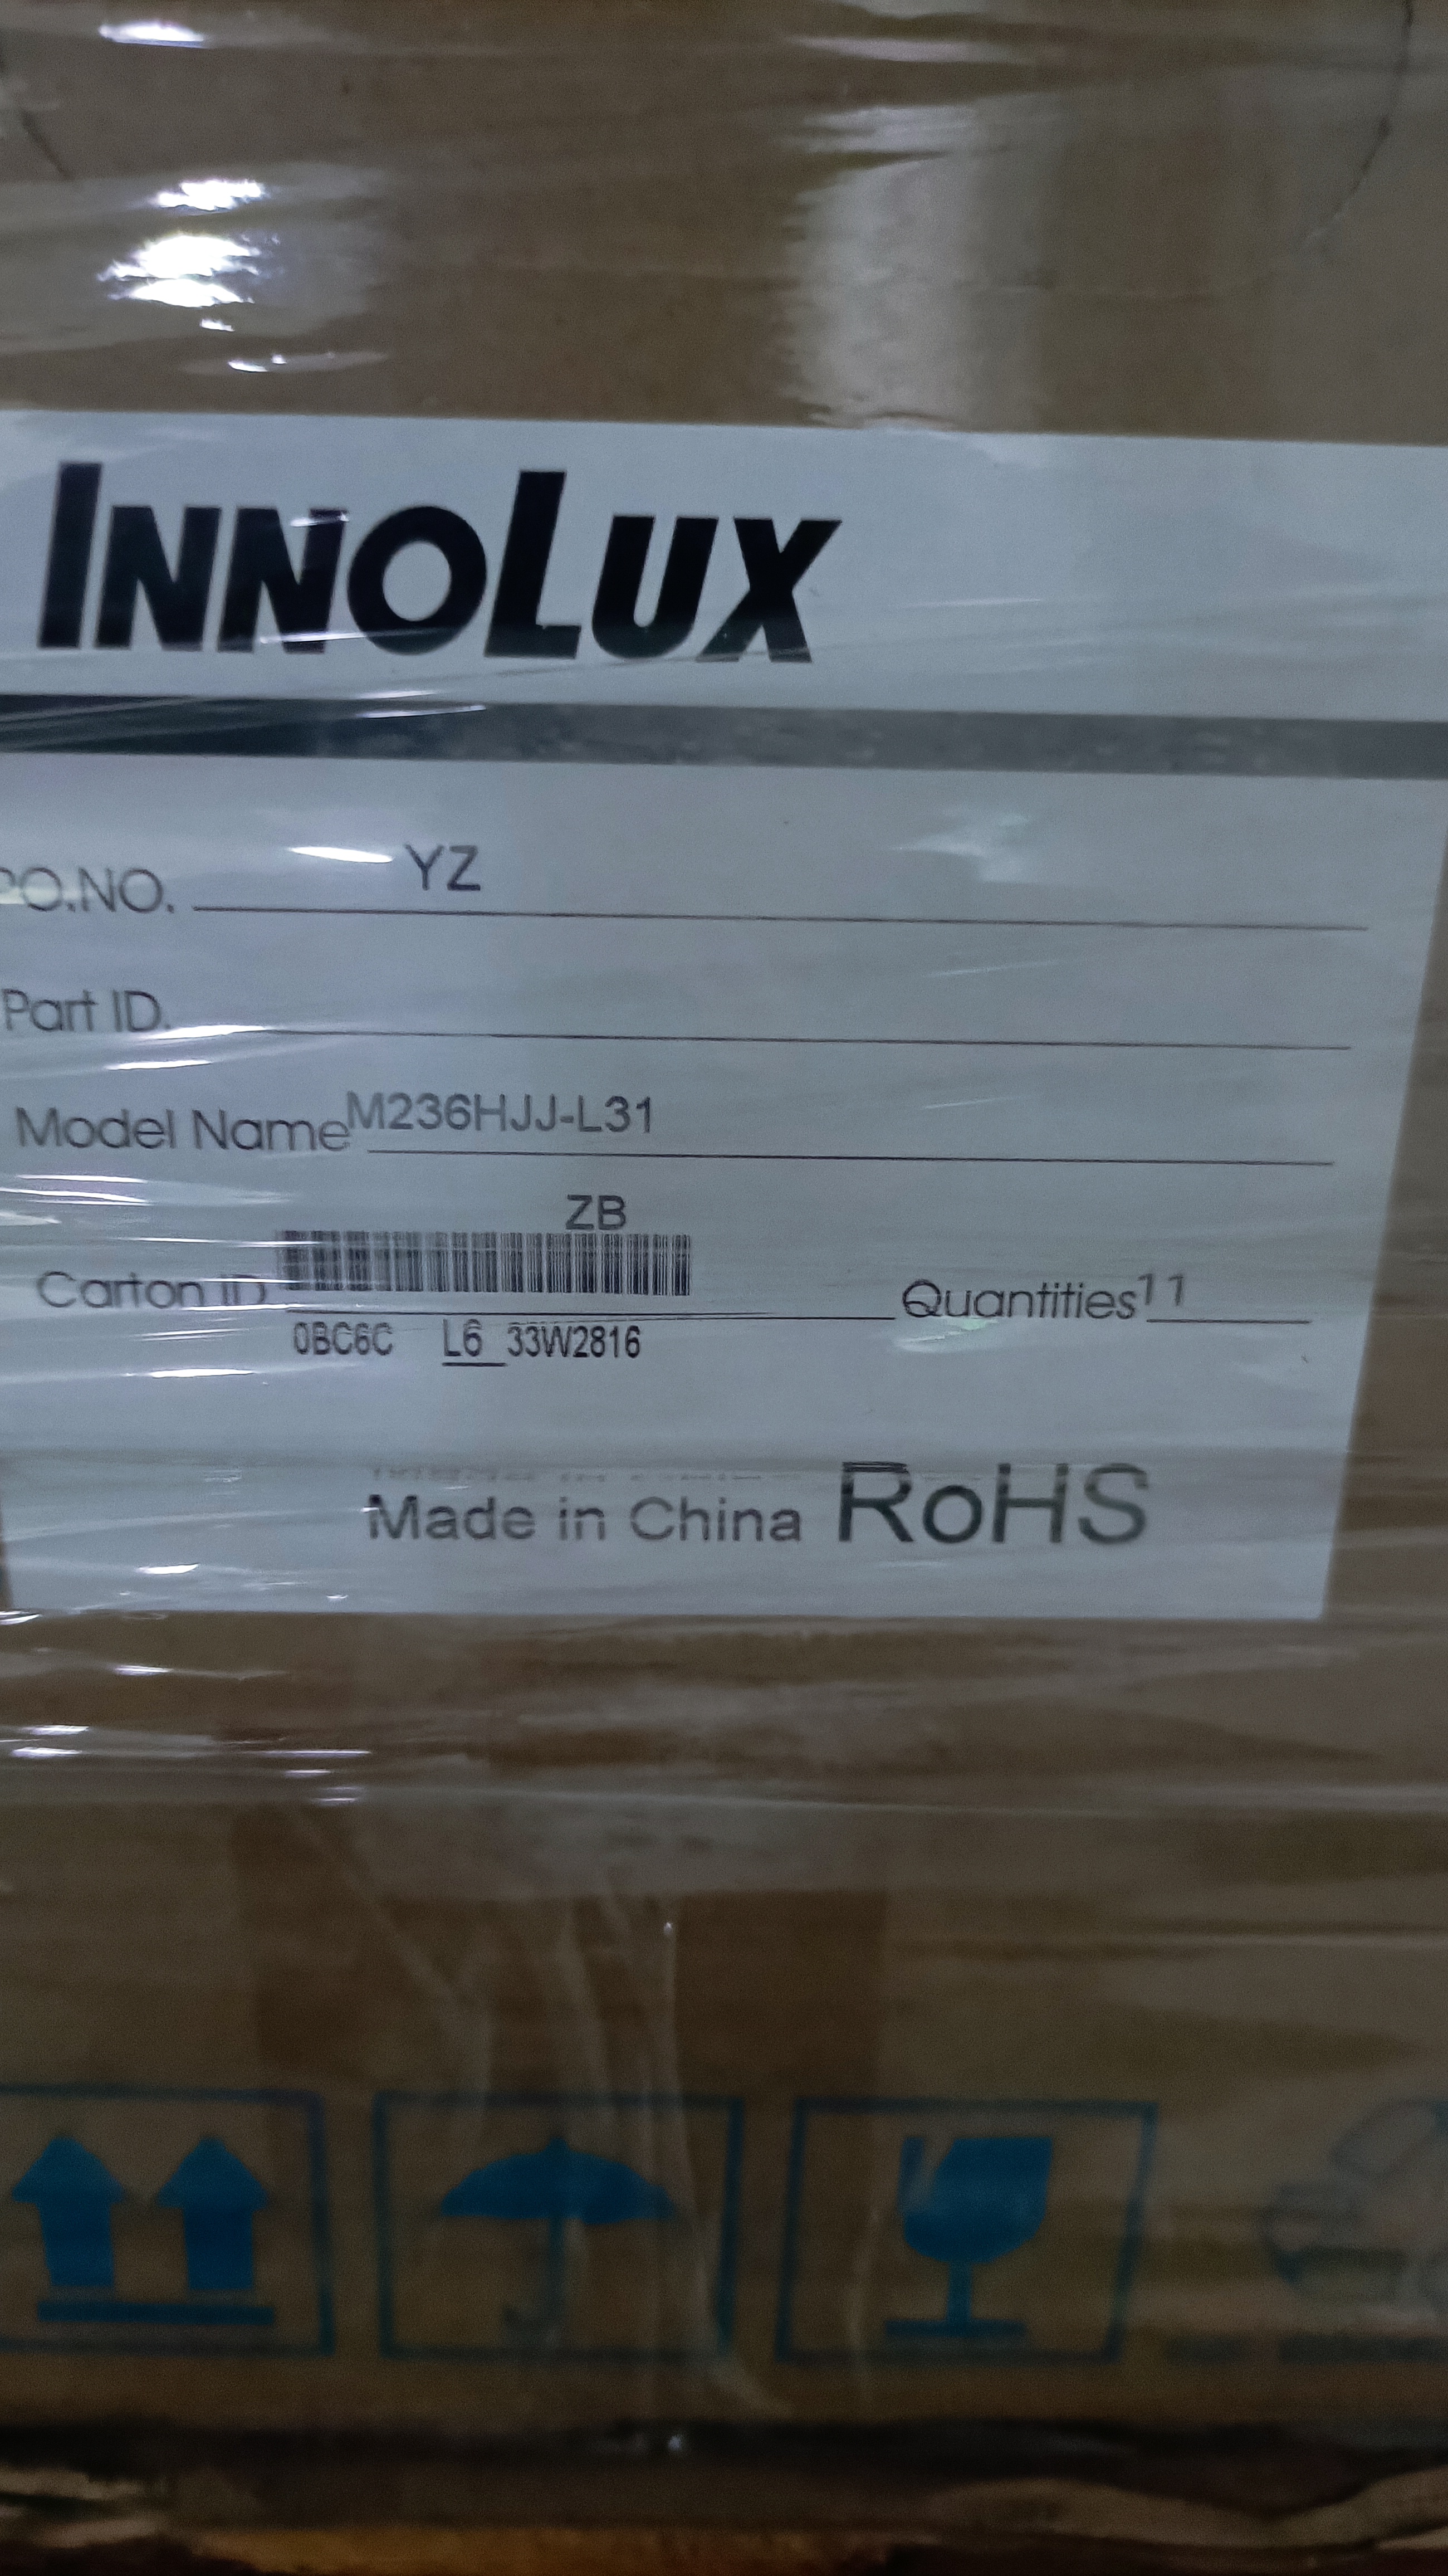 INNOLUX
PO.NO. YZ
Part ID.
Model Name M236HJJ-L31
ZB
Carton ID Quantities 11
0BC6C L6 33W2816
Made in China RoHS